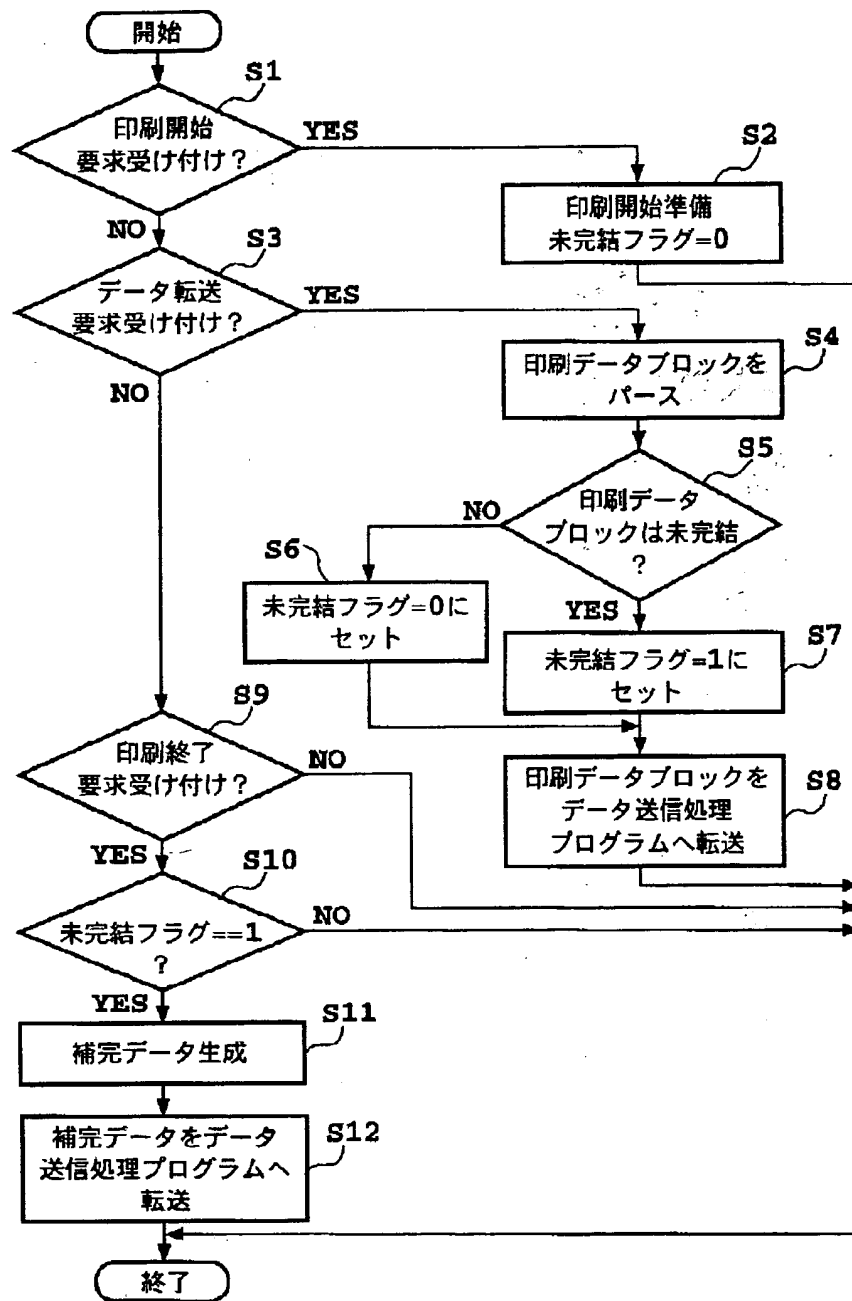 開始
S1
印刷開始
要求受け付け？
YES
S2
印刷開始準備
未完結フラグ=0
NO
S3
データ転送
要求受け付け？
YES
S4
印刷データブロックを
パース
NO
S5
印刷データ
ブロックは未完結
？
NO
S6
未完結フラグ=0に
セット
YES
S7
未完結フラグ=1に
セット
S9
印刷終了
要求受け付け？
NO
S8
印刷データブロックを
データ送信処理
プログラムへ転送
YES
S10
未完結フラグ==1
？
NO
YES
S11
補完データ生成
S12
補完データをデータ
送信処理プログラムへ
転送
終了